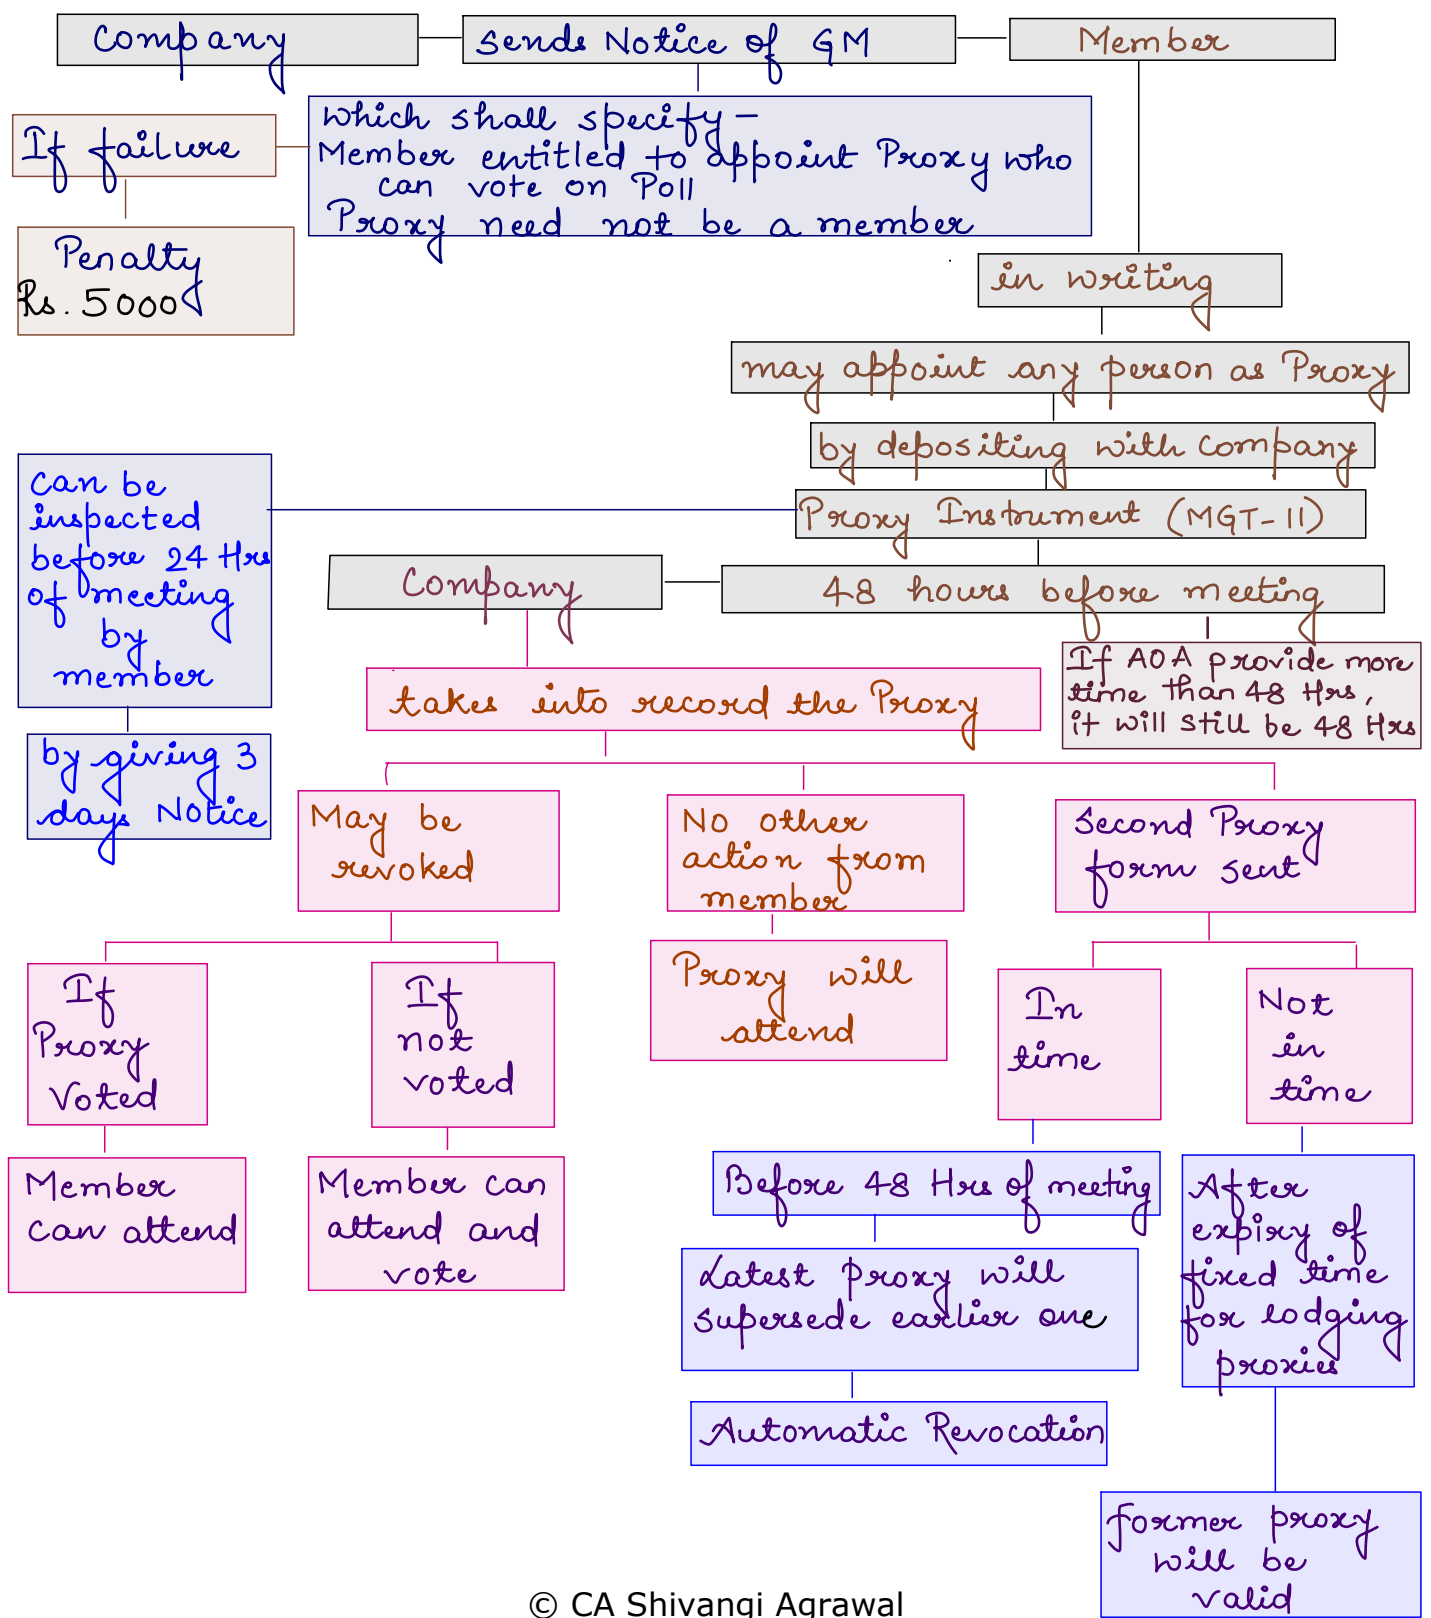 Company
Sends Notice of GM
Member
which shall specify –
Member entitled to appoint Proxy who
can vote on Poll
Proxy need not be a member
If failure
Penalty
Rs. 5000
in writing
may appoint any person as Proxy
by depositing with Company
Proxy Instrument (MGT-11)
Can be
inspected
before 24 Hrs
of meeting
by
member
by giving 3
days Notice
Company
48 hours before meeting
If AOA provide more
time than 48 Hrs,
it will still be 48 Hrs
takes into record the Proxy
May be
revoked
No other
action from
member
Second Proxy
form sent
If
Proxy
Voted
If
not
voted
Proxy will
attend
In
time
Not
in
time
Member
can attend
Member can
attend and
vote
Before 48 Hrs of meeting
Latest Proxy will
supersede earlier one
Automatic Revocation
After
expiry of
fixed time
for lodging
proxies
former proxy
will be
valid
© CA Shivangi Agrawal